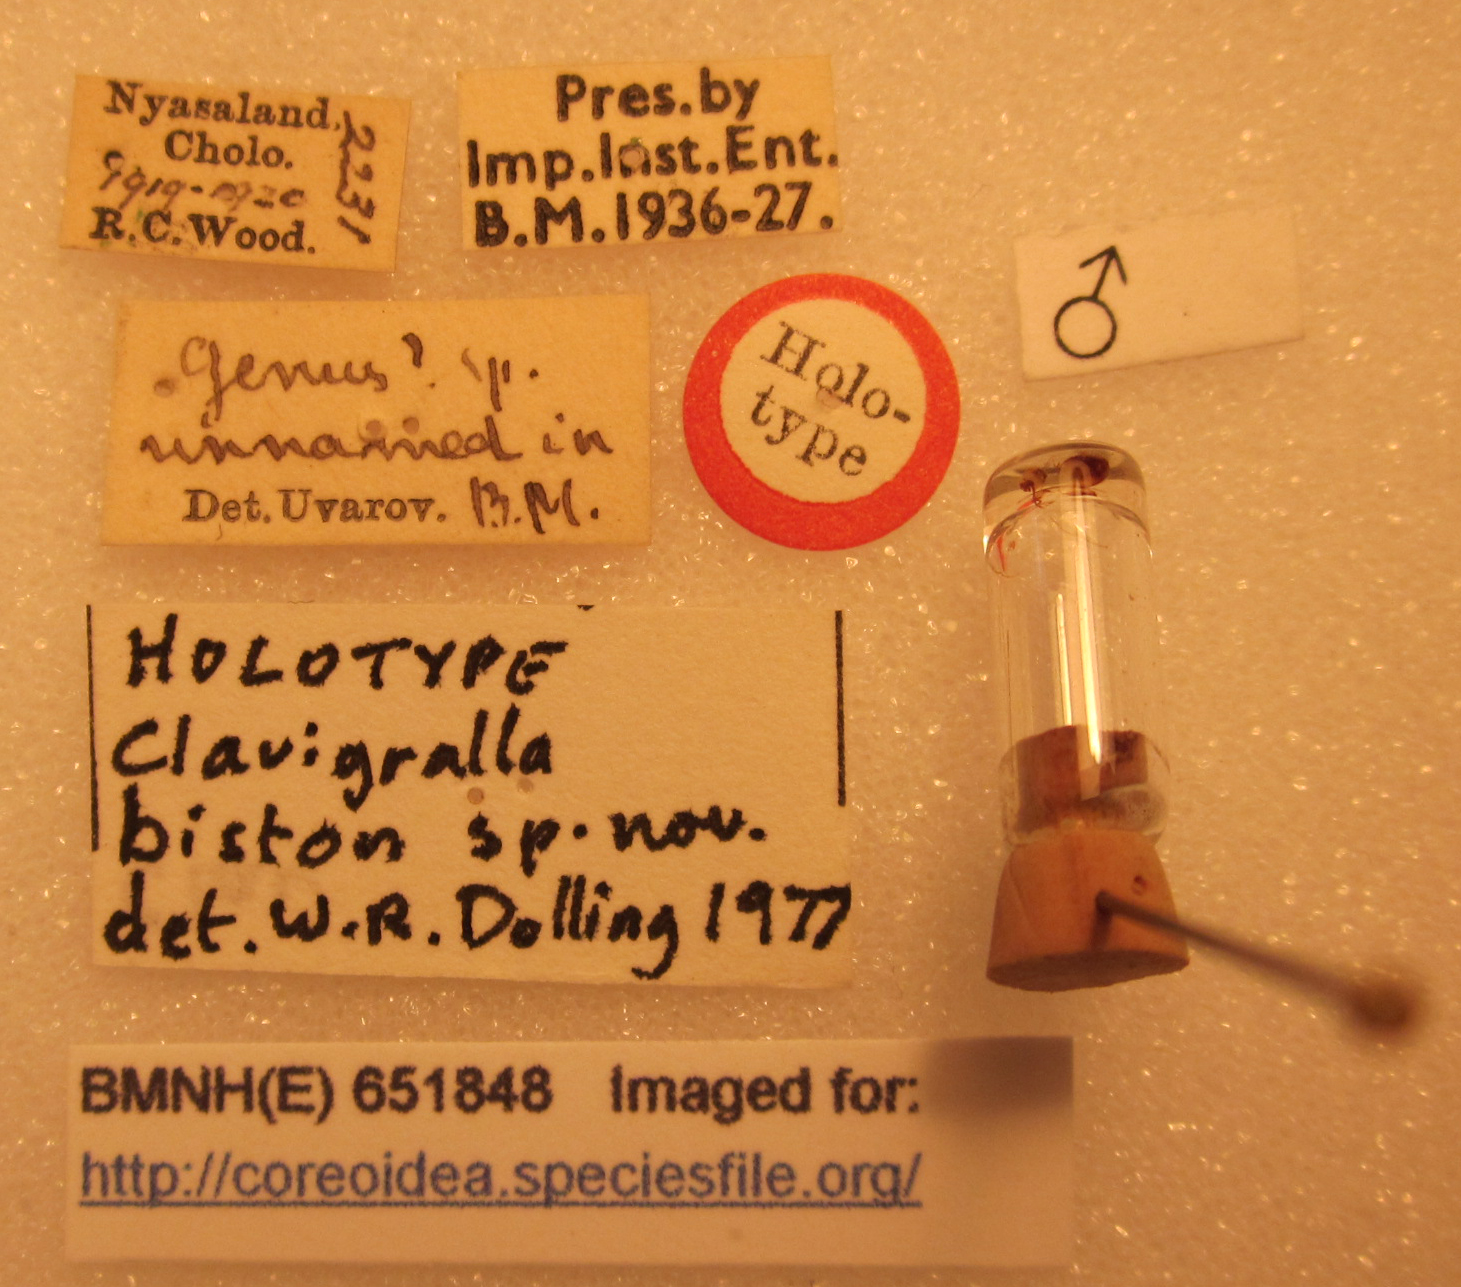 Nyasaland,
Cholo.
1919-1920
R.C.Wood.
2231
Pres.by
Imp.Inst.Ent.
B.M.1936-27.
♂
Genus?
unnamed in
Det. Uvarov. B.M.
Holo-
type
HOLOTYPE
Clavigralla
biston sp. nov.
det. W.R. Dolling 1977
BMNH(E) 651848 Imaged for:
http://coreoidea.speciesfile.org/